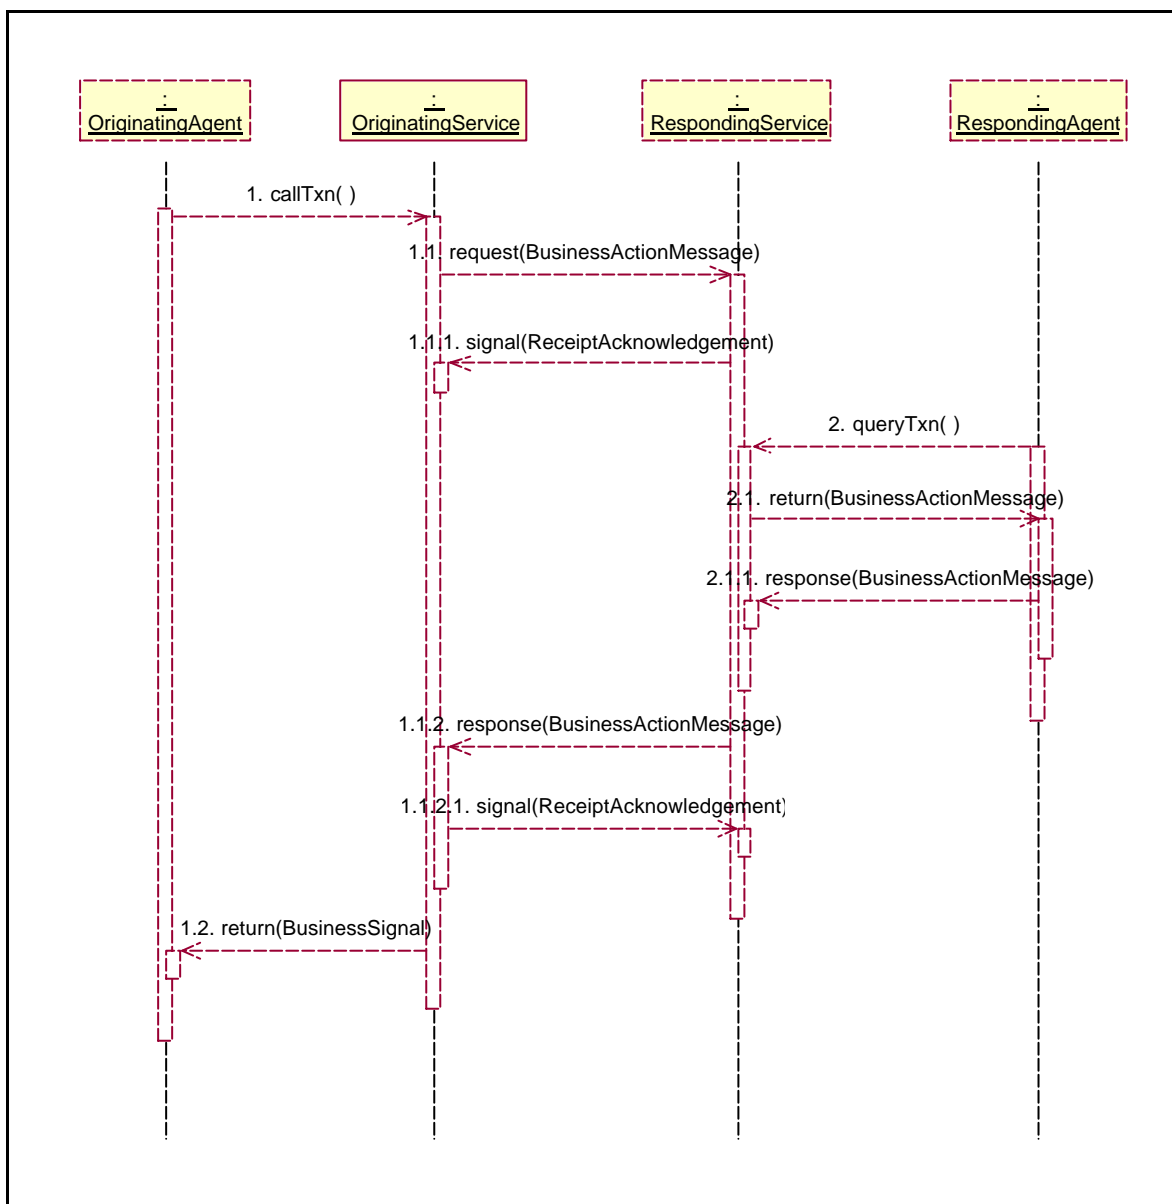 :
OriginatingAgent
:
OriginatingService
:
RespondingService
:
RespondingAgent
1. callTxn( )
1.1. request(BusinessActionMessage)
1.1.1. signal(ReceiptAcknowledgement)
2. queryTxn( )
2.1. return(BusinessActionMessage)
2.1.1. response(BusinessActionMessage)
1.1.2. response(BusinessActionMessage)
1.1.2.1. signal(ReceiptAcknowledgement)
1.2. return(BusinessSignal)